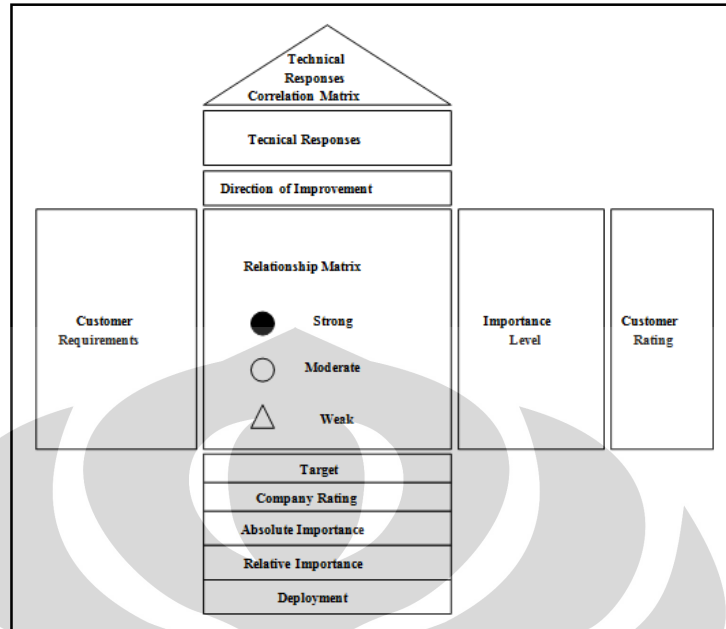 Technical
Responses
Correlation Matrix
Tecnical Responses
Direction of Improvement
Relationship Matrix
Customer
Requirements
Strong
Moderate
Weak
Importance
Level
Customer
Rating
Target
Company Rating
Absolute Importance
Relative Importance
Deployment